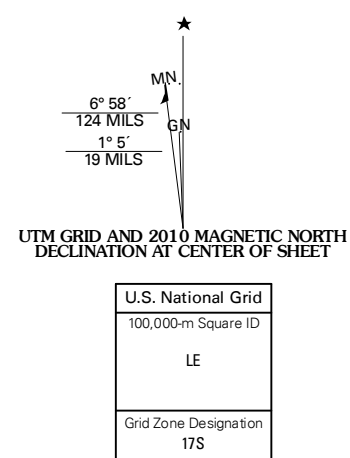 ★
M.N.
6° 58´
124 MILS
GN
1° 5´
19 MILS
UTM GRID AND 2010 MAGNETIC NORTH
DECLINATION AT CENTER OF SHEET
U.S. National Grid
100,000-m Square ID
LE
Grid Zone Designation
17S